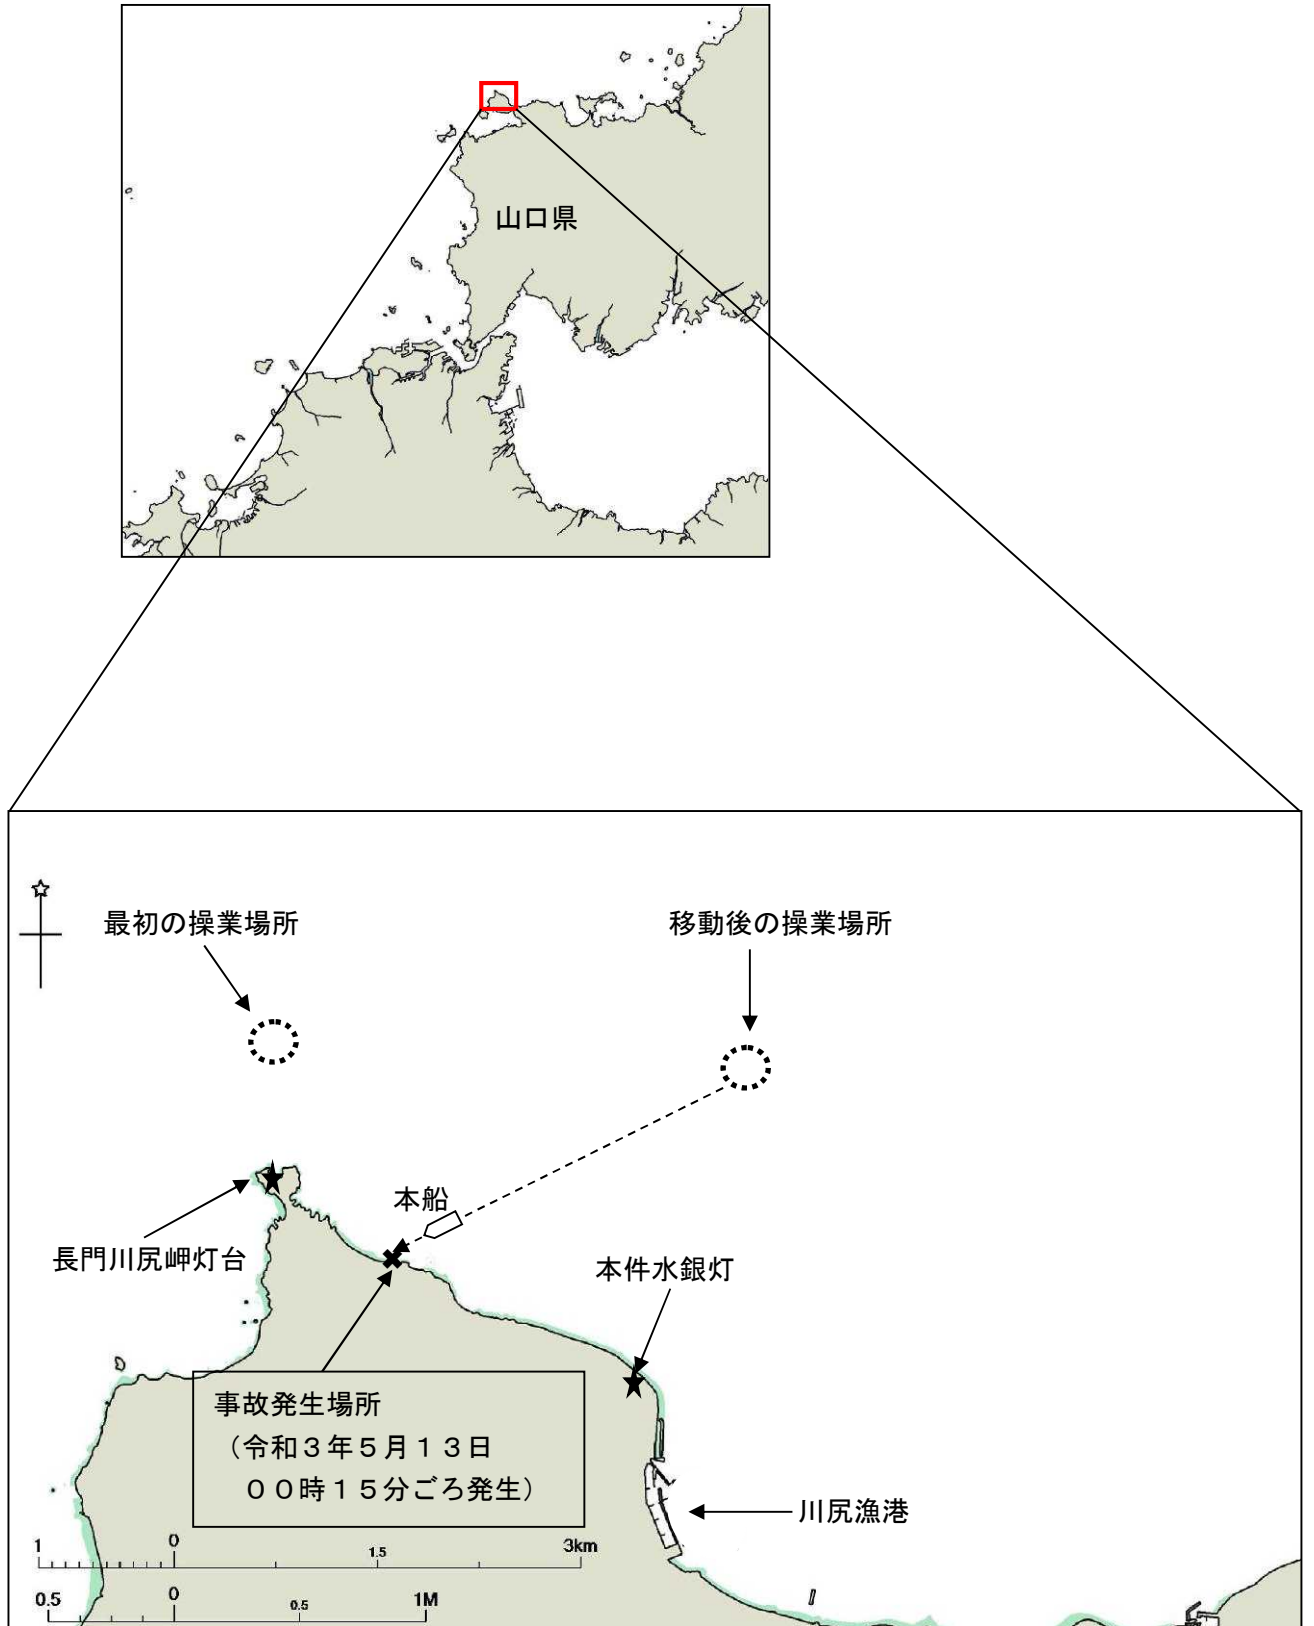 山口県
最初の操業場所
移動後の操業場所
本船
長門川尻岬灯台
本件水銀灯
事故発生場所
（令和３年５月１３日
００時１５分ごろ発生）
川尻漁港
1 0 1.5 3km
0.5 0 0.5 1M